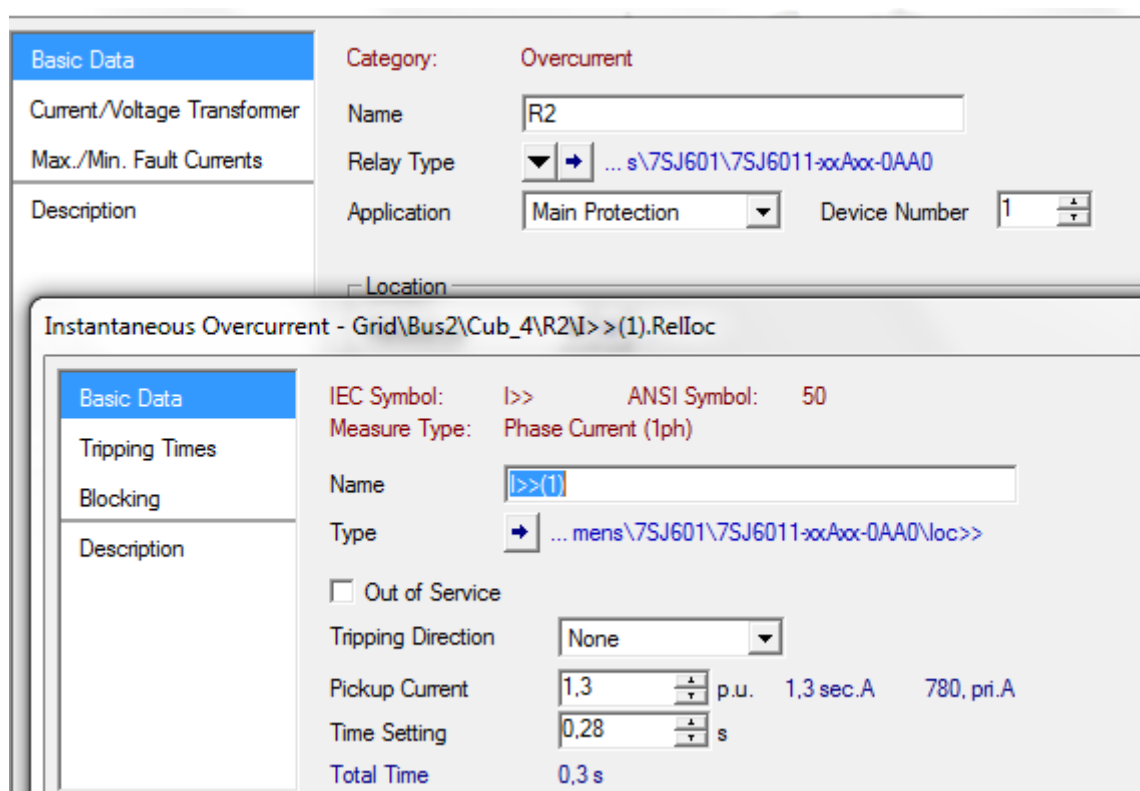 Basic Data
Current/Voltage Transformer
Max./Min. Fault Currents
Description
Category: Overcurrent
Name R2
Relay Type ... s\7SJ601\7SJ6011-xxAxx-0AA0
Application Main Protection Device Number 1
Location
Instantaneous Overcurrent - Grid\Bus2\Cub_4\R2\I>>(1).RelIoc
Basic Data
Tripping Times
Blocking
Description
IEC Symbol: I>> ANSI Symbol: 50
Measure Type: Phase Current (1ph)
Name I>>(1)
Type ... mens\7SJ601\7SJ6011-xxAxx-0AA0\Ioc>>
Out of Service
Tripping Direction None
Pickup Current 1,3 p.u. 1,3 sec.A 780, pri.A
Time Setting 0,28 s
Total Time 0,3 s